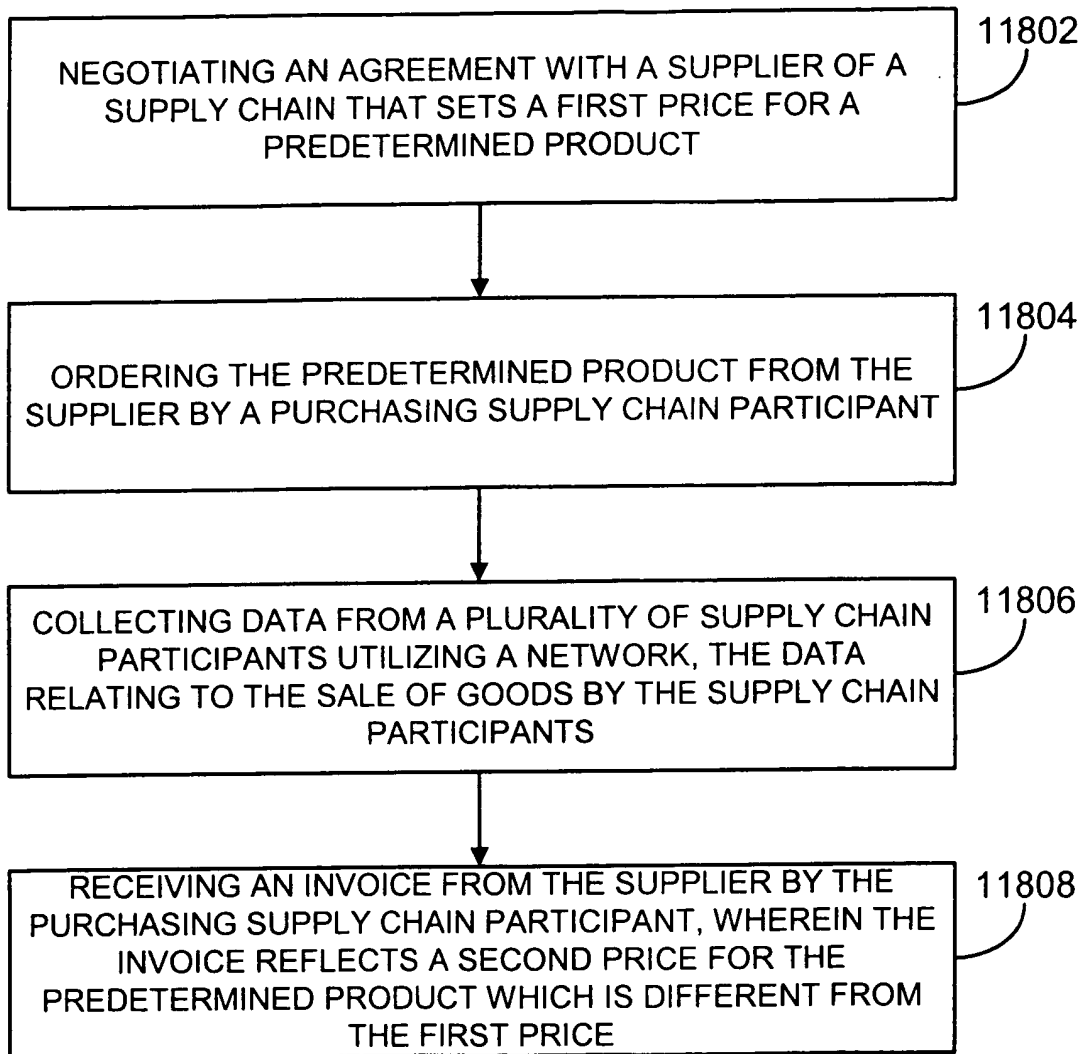 11802
NEGOTIATING AN AGREEMENT WITH A SUPPLIER OF A
SUPPLY CHAIN THAT SETS A FIRST PRICE FOR A
PREDETERMINED PRODUCT
11804
ORDERING THE PREDETERMINED PRODUCT FROM THE
SUPPLIER BY A PURCHASING SUPPLY CHAIN PARTICIPANT
11806
COLLECTING DATA FROM A PLURALITY OF SUPPLY CHAIN
PARTICIPANTS UTILIZING A NETWORK, THE DATA
RELATING TO THE SALE OF GOODS BY THE SUPPLY CHAIN
PARTICIPANTS
11808
RECEIVING AN INVOICE FROM THE SUPPLIER BY THE
PURCHASING SUPPLY CHAIN PARTICIPANT, WHEREIN THE
INVOICE REFLECTS A SECOND PRICE FOR THE
PREDETERMINED PRODUCT WHICH IS DIFFERENT FROM
THE FIRST PRICE